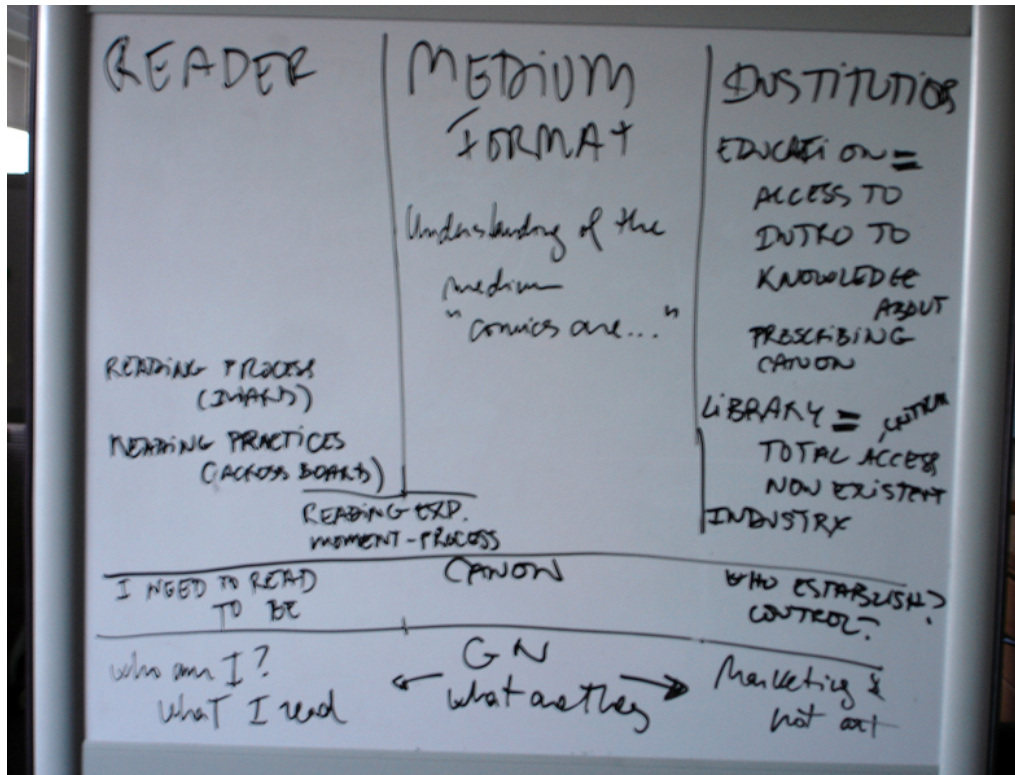 READER
READING PROCESS
READING PRACTICES
(ACROSS BOARD)
READING EXP.
MOMENT-PROCESS
MEDIUM
FORMAT
Understanding of the
medium
"comics are..."
INSTITUTION
EDUCATION =
ACCESS TO
INTRO TO
KNOWLEDGE
ABOUT
PRESCRIBING
CANON
LIBRARY =
TOTAL ACCESS
NON EXISTENT
INDUSTRY
I NEED TO READ
TO BE
CANON
WHO ESTABLISH?
CONTROL?
who am I?
what I read
GN
what are they
Marketing &
not art